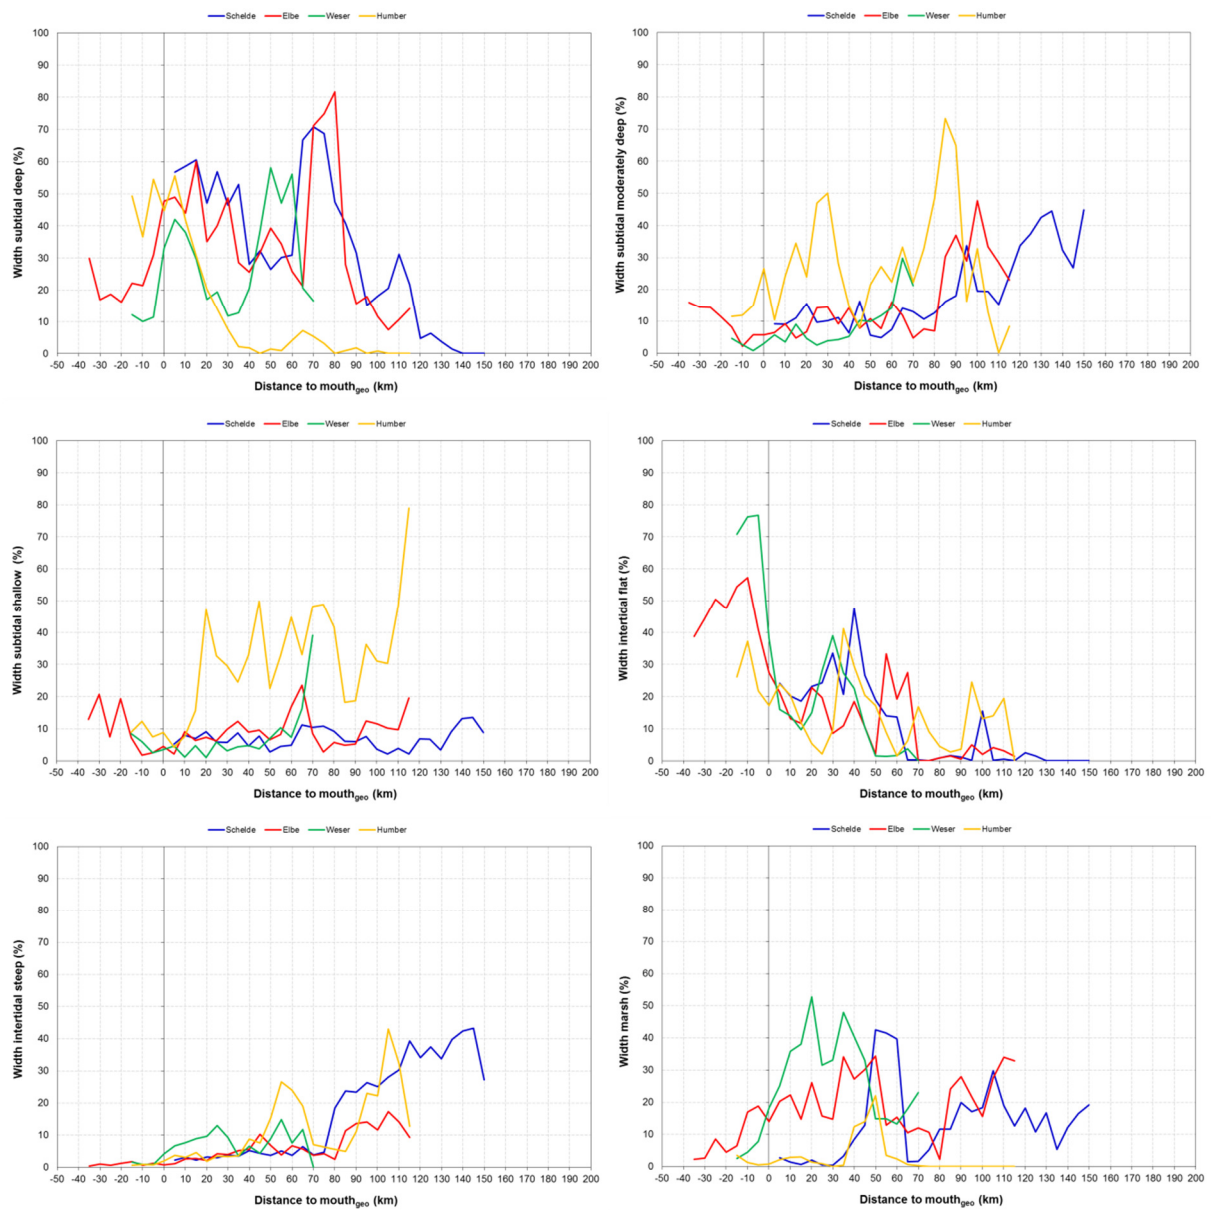 Schelde Elbe Weser Humber
100
90
80
70
60
50
40
30
20
10
0
Width subtidal deep (%)
-50 -40 -30 -20 -10 0 10 20 30 40 50 60 70 80 90 100 110 120 130 140 150 160 170 180 190 200
Distance to mouthgeo (km)
Schelde Elbe Weser Humber
100
90
80
70
60
50
40
30
20
10
0
Width subtidal moderately deep (%)
-50 -40 -30 -20 -10 0 10 20 30 40 50 60 70 80 90 100 110 120 130 140 150 160 170 180 190 200
Distance to mouthgeo (km)
Schelde Elbe Weser Humber
100
90
80
70
60
50
40
30
20
10
0
Width subtidal shallow (%)
-50 -40 -30 -20 -10 0 10 20 30 40 50 60 70 80 90 100 110 120 130 140 150 160 170 180 190 200
Distance to mouthgeo (km)
Schelde Elbe Weser Humber
100
90
80
70
60
50
40
30
20
10
0
Width intertidal flat (%)
-50 -40 -30 -20 -10 0 10 20 30 40 50 60 70 80 90 100 110 120 130 140 150 160 170 180 190 200
Distance to mouthgeo (km)
Schelde Elbe Weser Humber
100
90
80
70
60
50
40
30
20
10
0
Width intertidal steep (%)
-50 -40 -30 -20 -10 0 10 20 30 40 50 60 70 80 90 100 110 120 130 140 150 160 170 180 190 200
Distance to mouthgeo (km)
Schelde Elbe Weser Humber
100
90
80
70
60
50
40
30
20
10
0
Width marsh (%)
-50 -40 -30 -20 -10 0 10 20 30 40 50 60 70 80 90 100 110 120 130 140 150 160 170 180 190 200
Distance to mouthgeo (km)